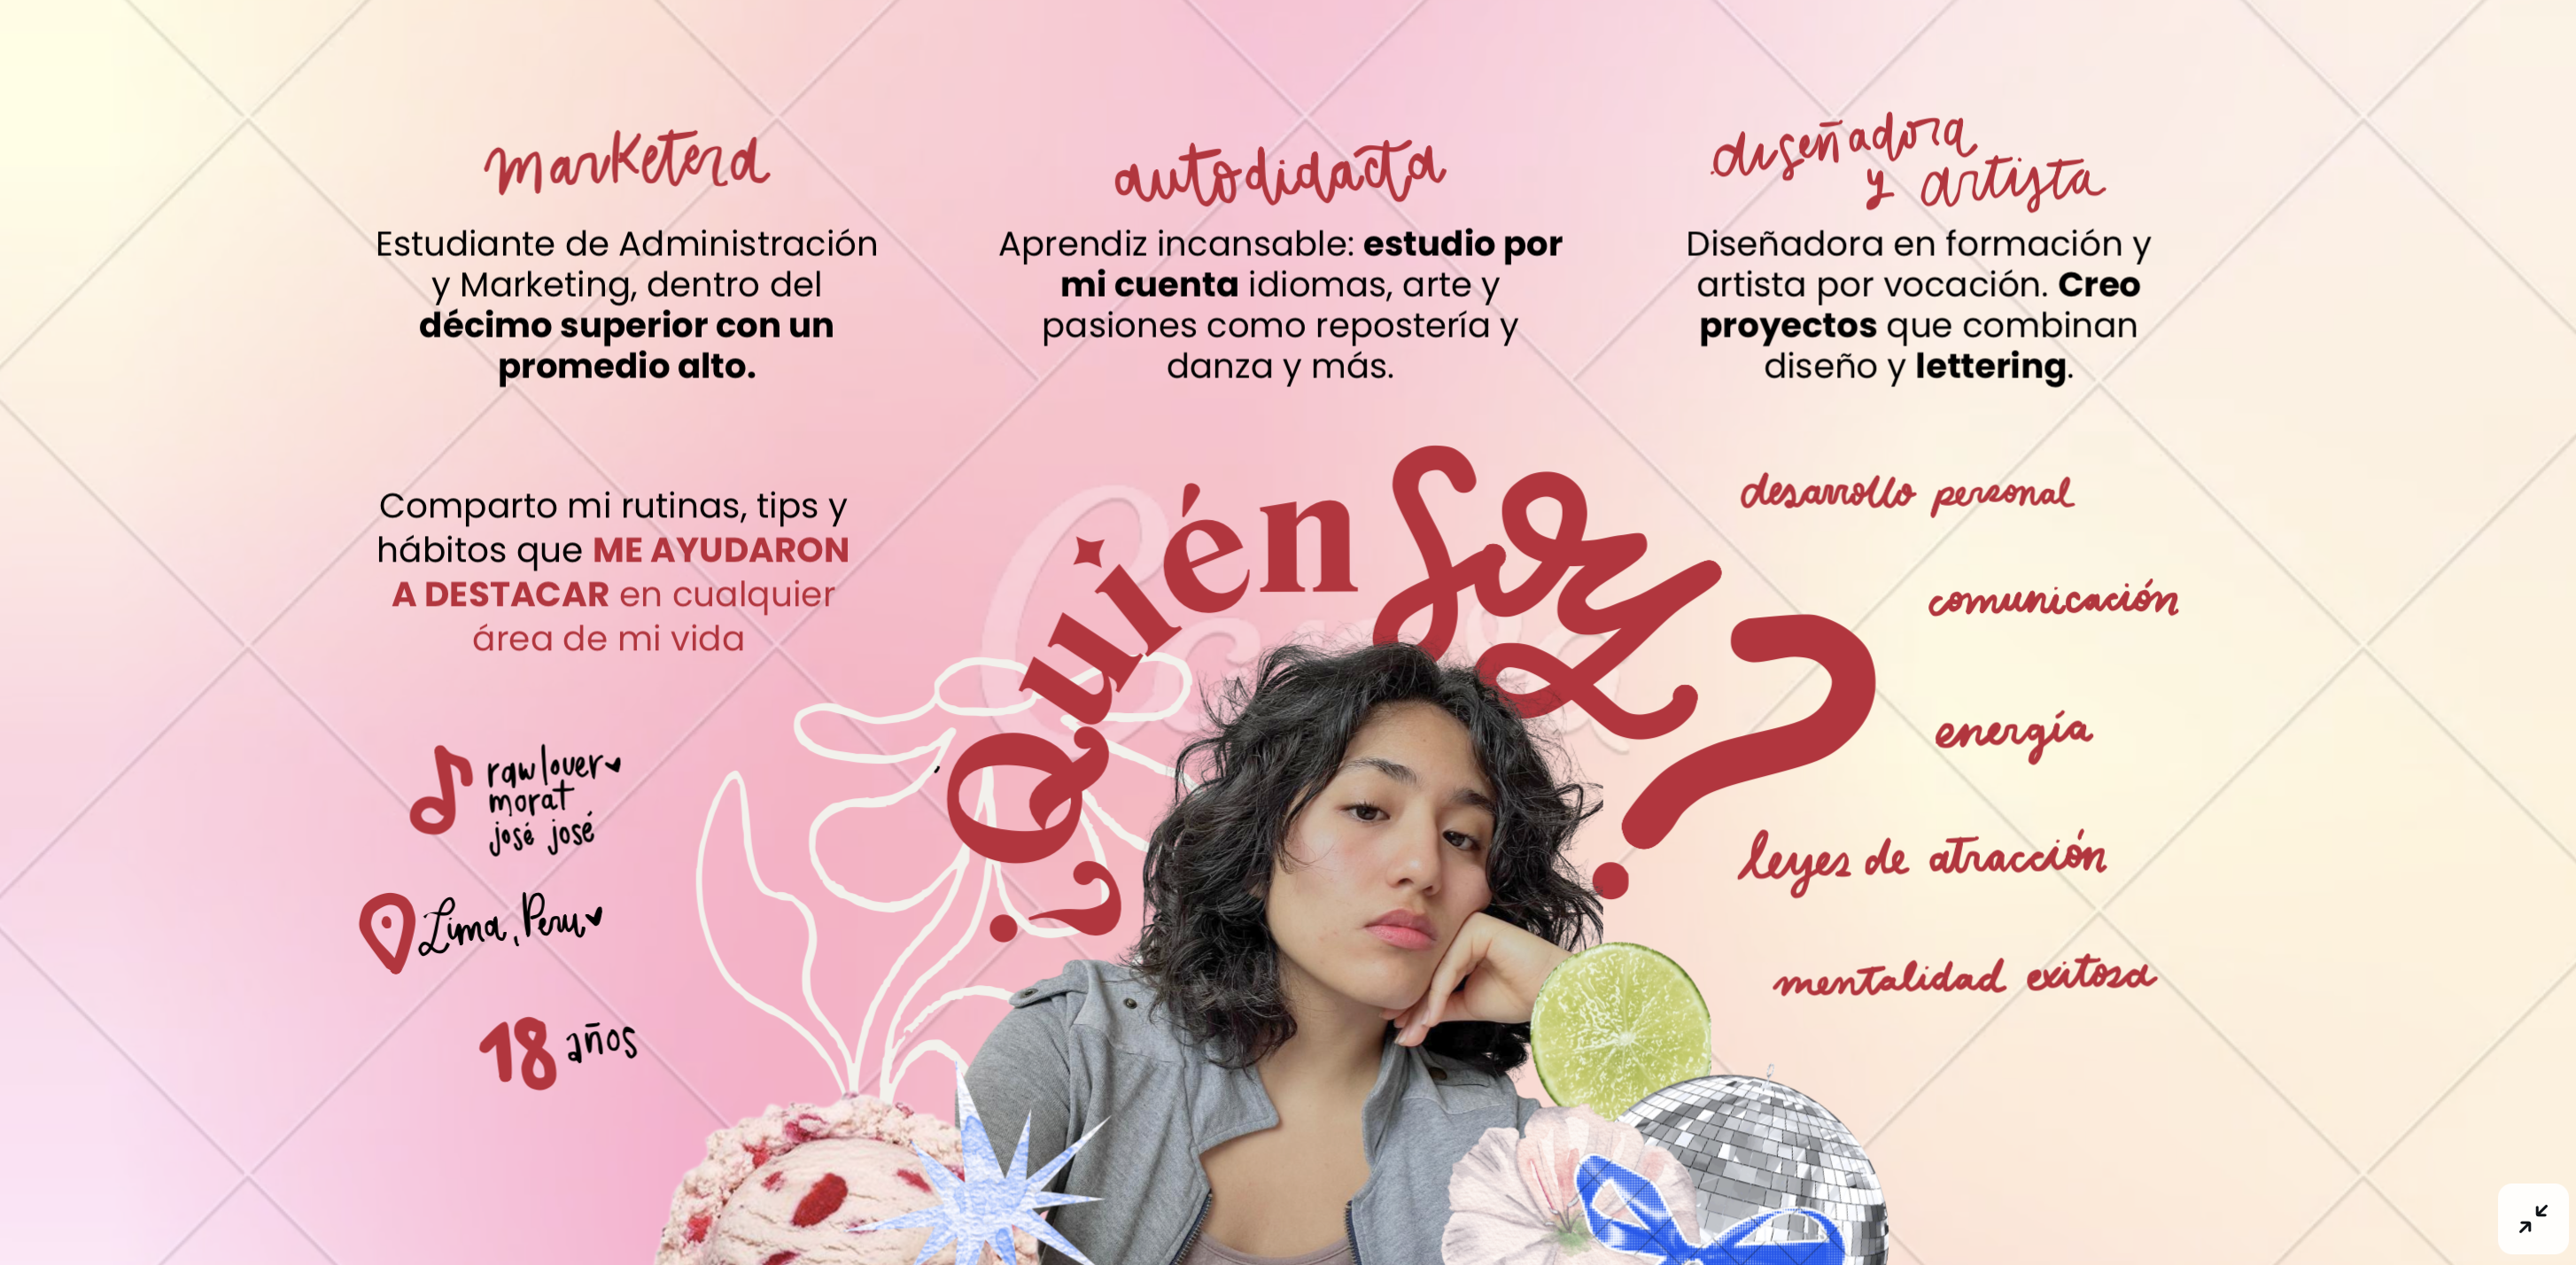 marketera
Estudiante de Administración
y Marketing, dentro del
décimo superior con un
promedio alto.
autodidacta
Aprendiz incansable: estudio por
mi cuenta idiomas, arte y
pasiones como repostería y
danza y más.
diseñadora
y artista
Diseñadora en formación y
artista por vocación. Creo
proyectos que combinan
diseño y lettering.
Comparto mi rutinas, tips y
hábitos que ME AYUDARON
A DESTACAR en cualquier
área de mi vida
¿Quién soy?
Canva
raw lover
morat
josé josé
Lima, Peru
18 años
desarrollo personal
comunicación
energía
leyes de atracción
mentalidad exitosa